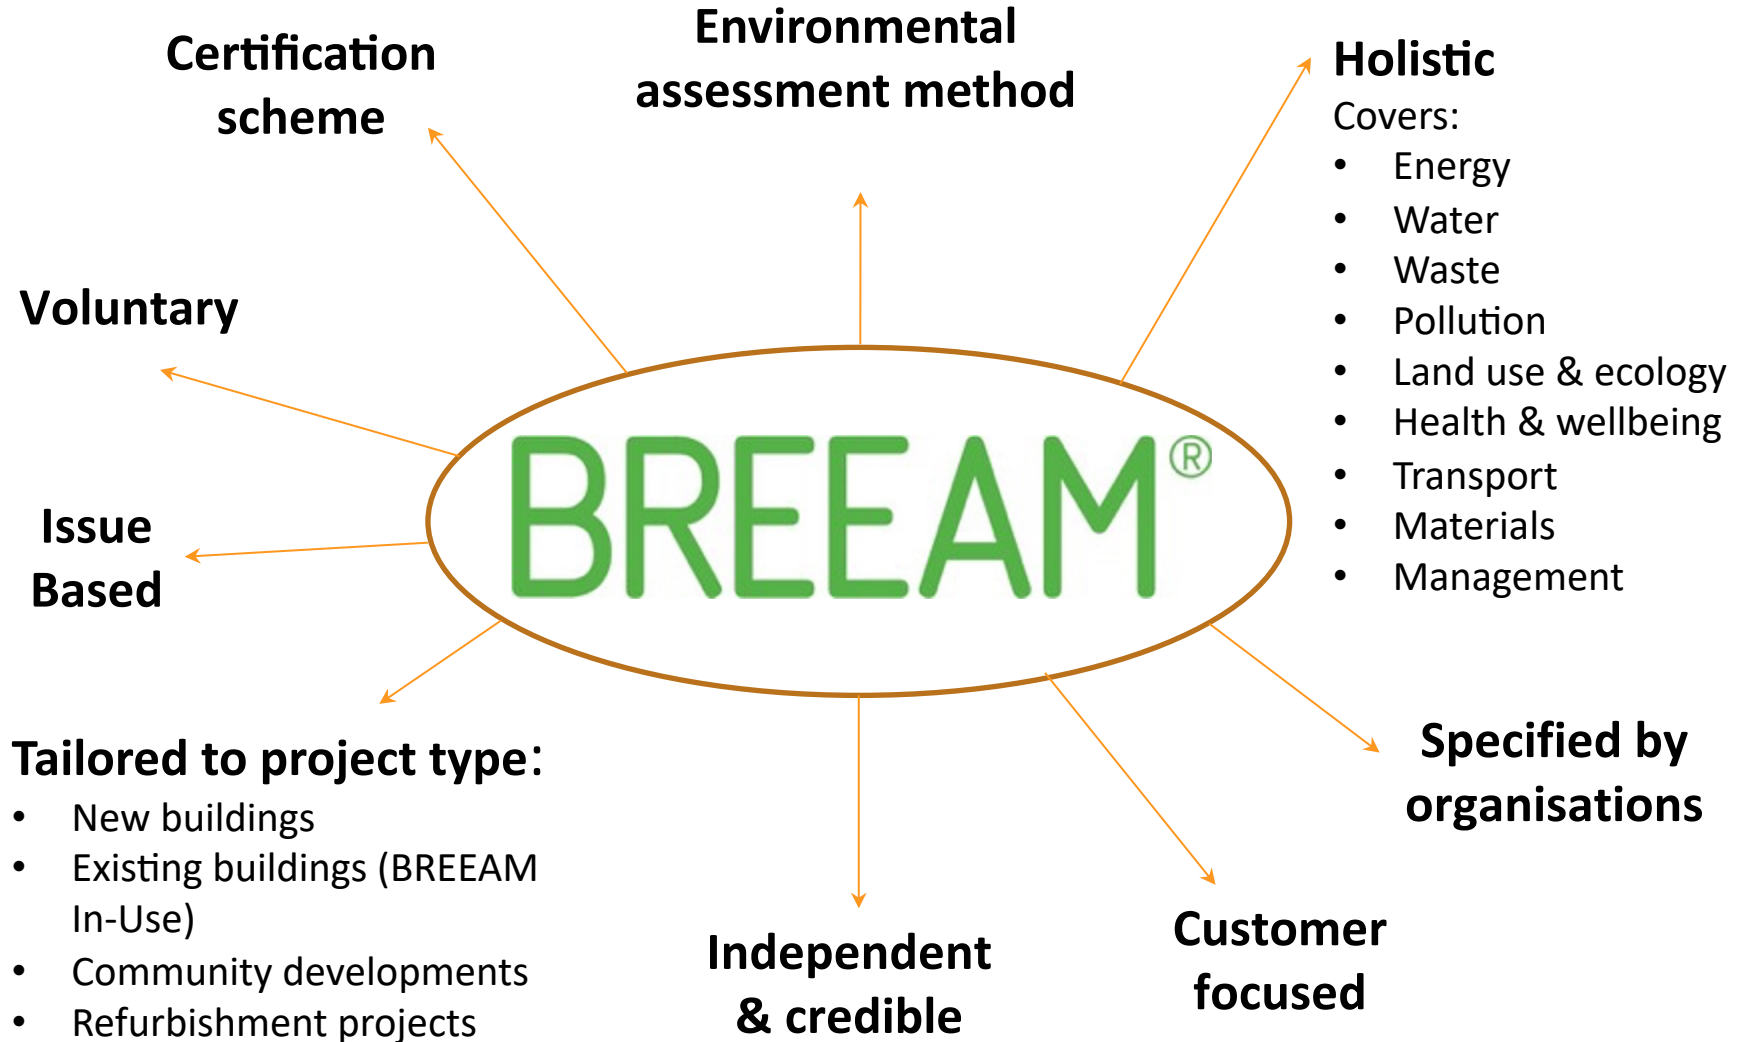 Certification
scheme
Environmental
assessment method
Holistic
Covers:
• Energy
• Water
• Waste
• Pollution
• Land use & ecology
• Health & wellbeing
• Transport
• Materials
• Management
Voluntary
BREEAM®
Issue
Based
Tailored to project type:
• New buildings
• Existing buildings (BREEAM
In-Use)
• Community developments
• Refurbishment projects
Independent
& credible
Customer
focused
Specified by
organisations